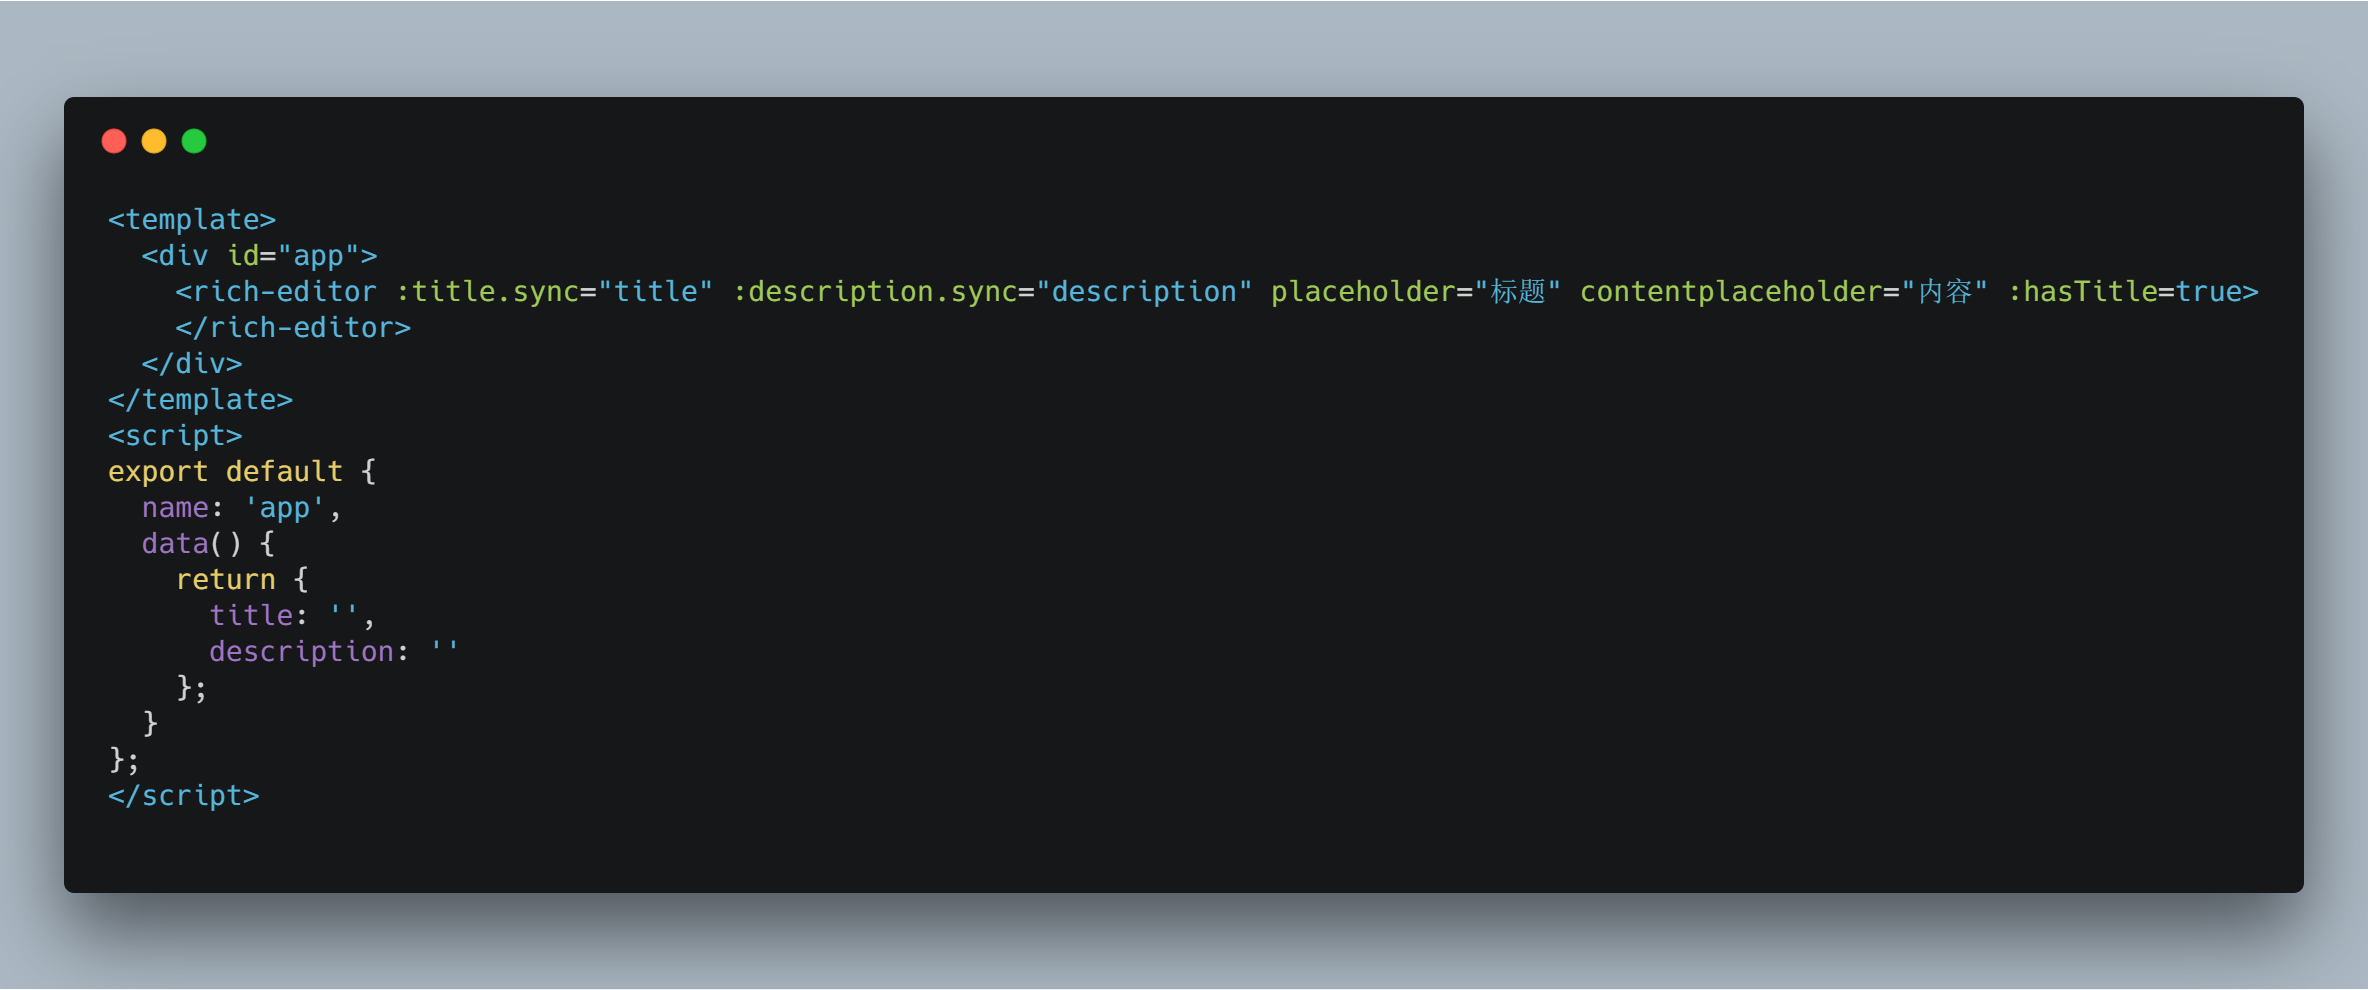 <template>
  <div id="app">
    <rich-editor :title.sync="title" :description.sync="description" placeholder="标题" contentplaceholder="内容" :hasTitle=true>
    </rich-editor>
  </div>
</template>
<script>
export default {
  name: 'app',
  data() {
    return {
      title: '',
      description: ''
    };
  }
};
</script>